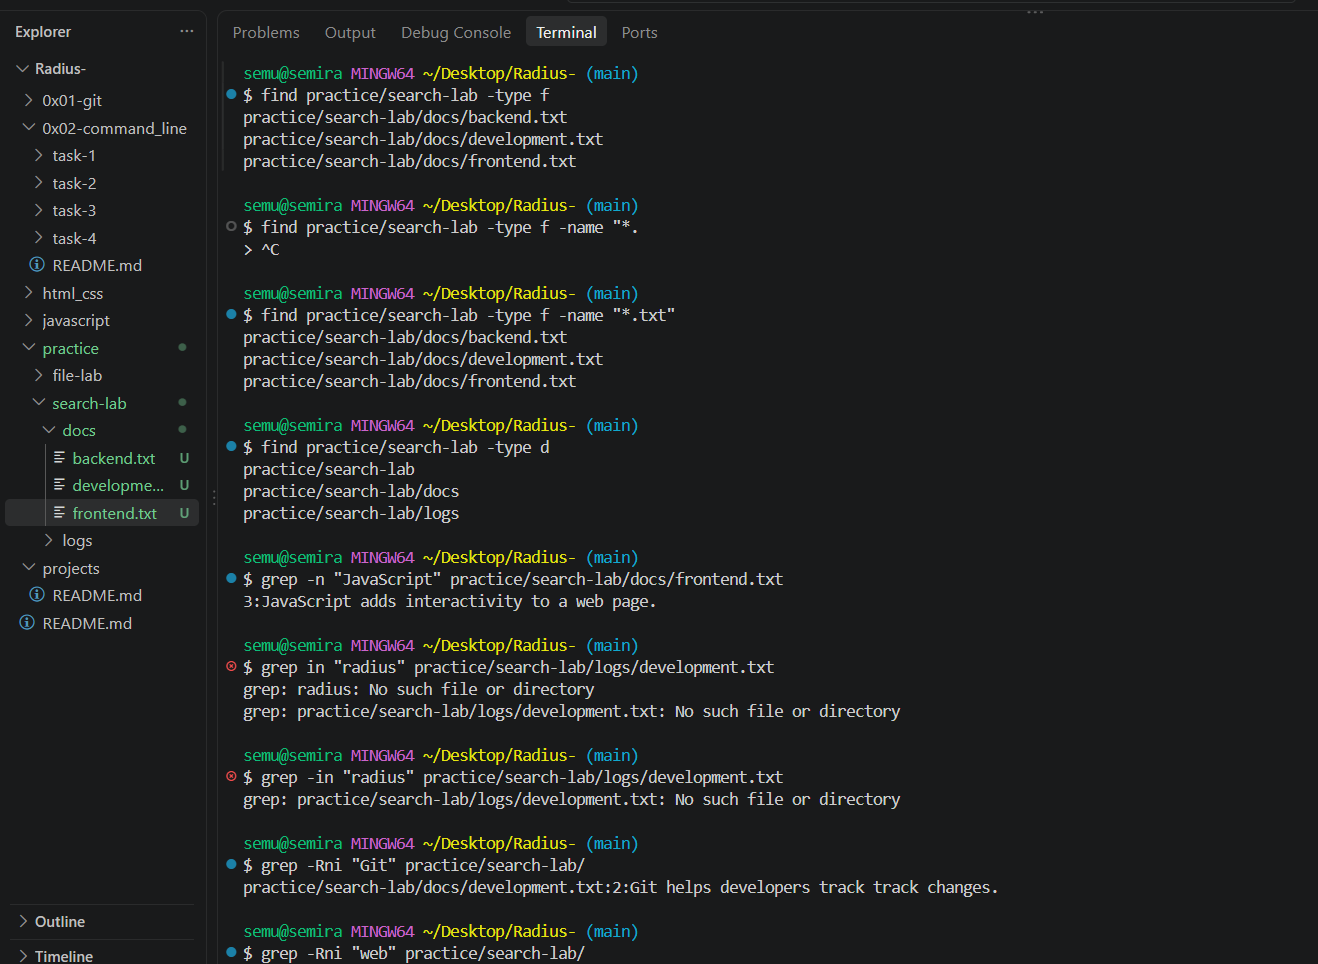 Explorer
Radius-
0x01-git
0x02-command_line
task-1
task-2
task-3
task-4
README.md
html_css
javascript
practice
file-lab
search-lab
docs
backend.txt U
developme... U
frontend.txt U
logs
projects
README.md
README.md
Outline
Timeline
Problems Output Debug Console Terminal Ports
semu@semira MINGW64 ~/Desktop/Radius- (main)
$ find practice/search-lab -type f
practice/search-lab/docs/backend.txt
practice/search-lab/docs/development.txt
practice/search-lab/docs/frontend.txt
semu@semira MINGW64 ~/Desktop/Radius- (main)
$ find practice/search-lab -type f -name "*.
> ^C
semu@semira MINGW64 ~/Desktop/Radius- (main)
$ find practice/search-lab -type f -name "*.txt"
practice/search-lab/docs/backend.txt
practice/search-lab/docs/development.txt
practice/search-lab/docs/frontend.txt
semu@semira MINGW64 ~/Desktop/Radius- (main)
$ find practice/search-lab -type d
practice/search-lab
practice/search-lab/docs
practice/search-lab/logs
semu@semira MINGW64 ~/Desktop/Radius- (main)
$ grep -n "JavaScript" practice/search-lab/docs/frontend.txt
3:JavaScript adds interactivity to a web page.
semu@semira MINGW64 ~/Desktop/Radius- (main)
$ grep in "radius" practice/search-lab/logs/development.txt
grep: radius: No such file or directory
grep: practice/search-lab/logs/development.txt: No such file or directory
semu@semira MINGW64 ~/Desktop/Radius- (main)
$ grep -in "radius" practice/search-lab/logs/development.txt
grep: practice/search-lab/logs/development.txt: No such file or directory
semu@semira MINGW64 ~/Desktop/Radius- (main)
$ grep -Rni "Git" practice/search-lab/
practice/search-lab/docs/development.txt:2:Git helps developers track track changes.
semu@semira MINGW64 ~/Desktop/Radius- (main)
$ grep -Rni "web" practice/search-lab/